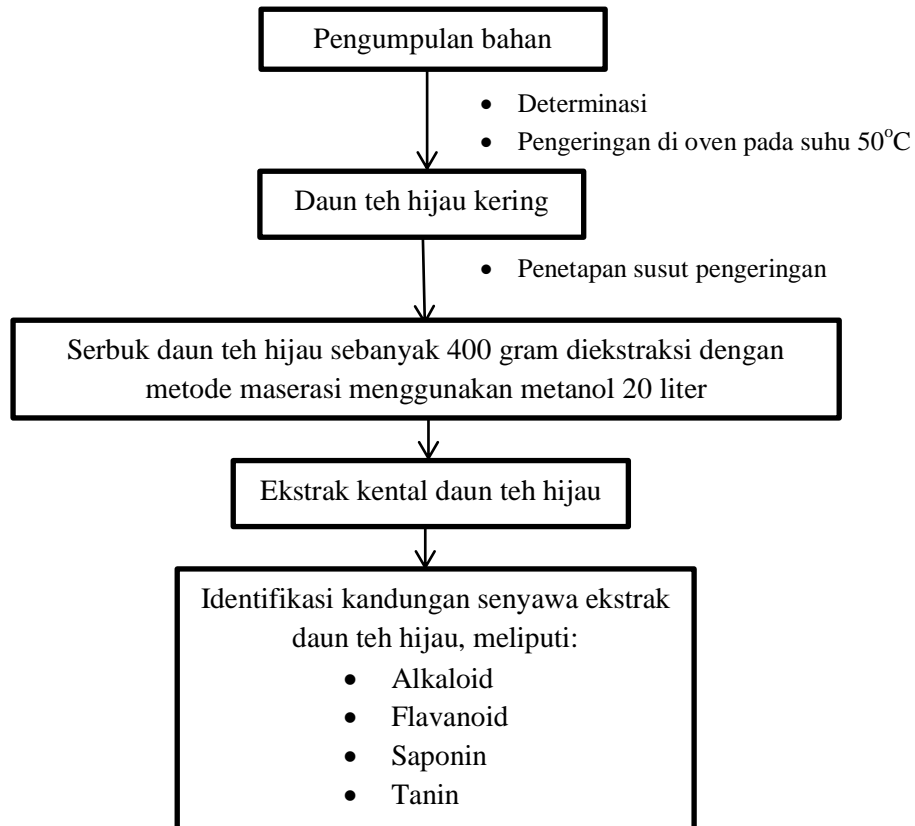 Pengumpulan bahan
• Determinasi
• Pengeringan di oven pada suhu 50°C
Daun teh hijau kering
• Penetapan susut pengeringan
Serbuk daun teh hijau sebanyak 400 gram diekstraksi dengan
metode maserasi menggunakan metanol 20 liter
Ekstrak kental daun teh hijau
Identifikasi kandungan senyawa ekstrak
daun teh hijau, meliputi:
• Alkaloid
• Flavanoid
• Saponin
• Tanin